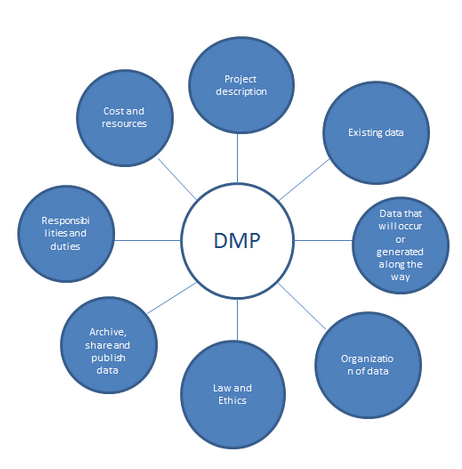 Project
description
Existing data
Data that
will occur
or
generated
along the
way
Organizatio
n of data
Law and
Ethics
Archive,
share and
publish
data
Responsibi
lities and
duties
Cost and
resources
DMP